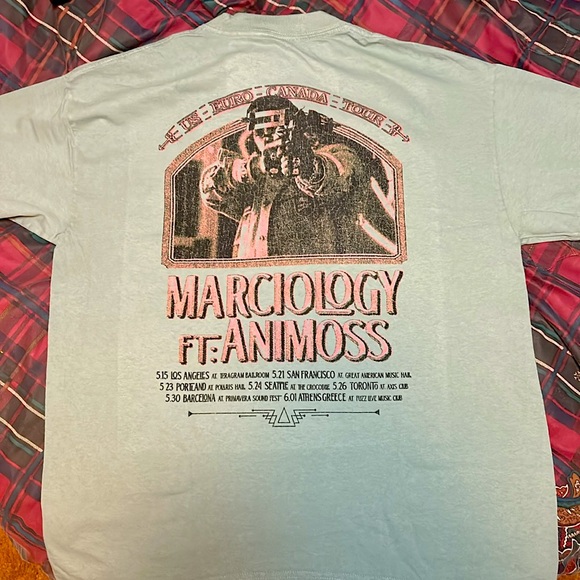 US - EURO - CANADA - TOUR
MARCIOLOGY
FT: ANIMOSS
5.15 LOS ANGELES AT TERAGRAM BALLROOM 5.21 SAN FRANCISCO AT GREAT AMERICAN MUSIC HALL
5.23 PORTLAND AT POLARIS HALL 5.24 SEATTLE AT THE CROCODILE 5.26 TORONTO AT AXIS CLUB
5.30 BARCELONA AT PRIMAVERA SOUND FEST 6.01 ATHENS GREECE AT FUZZ LIVE MUSIC CLUB